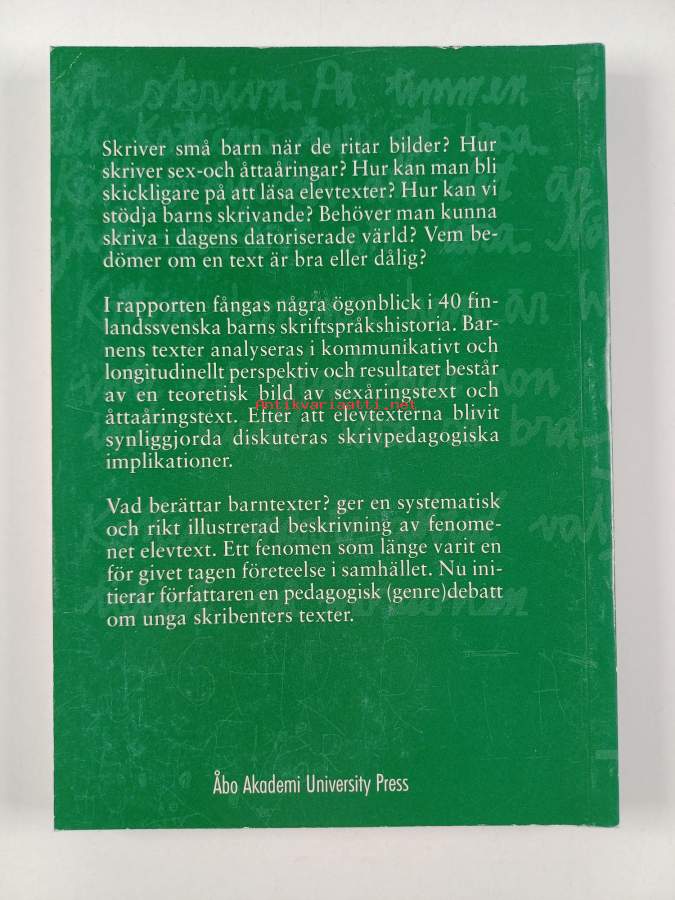 Skriver små barn när de ritar bilder? Hur
skriver sex-och åttaåringar? Hur kan man bli
skickligare på att läsa elevtexter? Hur kan vi
stödja barns skrivande? Behöver man kunna
skriva i dagens datoriserade värld? Vem be-
dömer om en text är bra eller dålig?
I rapporten fångas några ögonblick i 40 fin-
landssvenska barns skriftspråkshistoria. Bar-
nens texter analyseras i kommunikativt och
longitudinellt perspektiv och resultatet består
av en teoretisk bild av sexåringstext och
åttaåringstext. Efter att elevtexterna blivit
synliggjorda diskuteras skrivpedagogiska
implikationer.
Antikvariaatti.net
Vad berättar barntexter? ger en systematisk
och rikt illustrerad beskrivning av fenome-
net elevtext. Ett fenomen som länge varit en
för givet tagen företeelse i samhället. Nu ini-
tierar författaren en pedagogisk (genre)debatt
om unga skribenters texter.
Åbo Akademi University Press